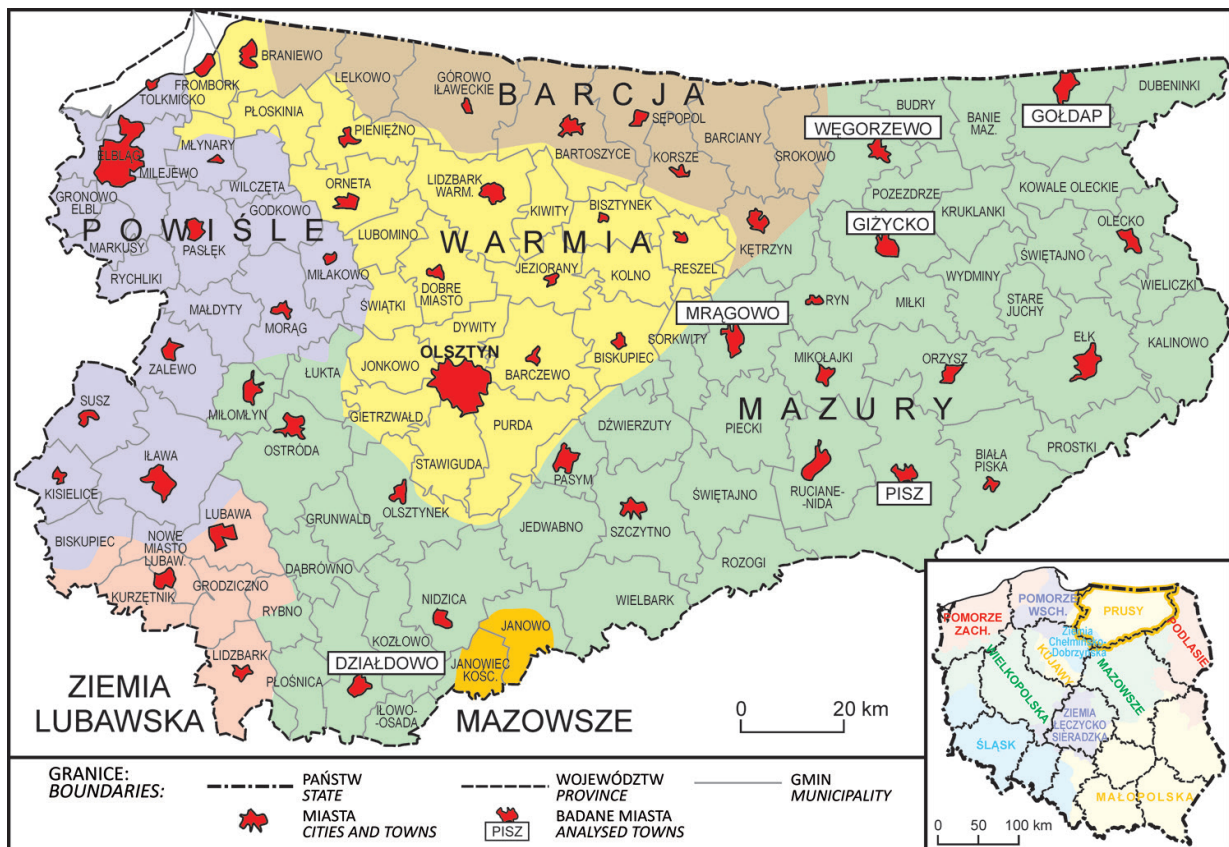 BRANIEWO
FROMBORK
TOLKMICKO
LELKOWO
GÓROWO
IŁAWECKIE
BARCJA
SĘPOPOL
BARTOSZYCE
BARCIANY
KORSZE
SROKOWO
BUDRY
BANIE
MAZ.
GOŁDAP
DUBENINKI
WĘGORZEWO
PŁOSKINIA
PIENIĘŻNO
ELBLĄG
MŁYNARY
MILEJEWO
WILCZĘTA
GRONOWO
ELBL.
GODKOWO
POWIŚLE
MARKUSY
PASŁĘK
RYCHLIKI
MIŁAKOWO
MAŁDYTY
MORĄG
ZALEWO
ORNETA
LIDZBARK
WARM.
KIWITY
BISZTYNEK
LUBOMINO
WARMIA
JEZIORANY
KOLNO
RESZEL
KĘTRZYN
DOBRE
MIASTO
ŚWIĄTKI
DYWITY
OLSZTYN
JONKOWO
BARCZEWO
BISKUPIEC
SORKWITY
GIETRZWAŁD
PURDA
STAWIGUDA
POZEZDRZE
KRUKLANKI
KOWALE OLECKIE
OLECKO
GIŻYCKO
ŚWIĘTAJNO
WYDMINY
WIELICZKI
STARE
JUCHY
RYN
MIŁKI
MRĄGOWO
MIKOŁAJKI
ORZYSZ
EŁK
KALINOWO
MAZURY
PIECKI
DŹWIERZUTY
PROSTKI
BIAŁA
PISKA
PISZ
RUCIANE-
-NIDA
PASYM
ŚWIĘTAJNO
SZCZYTNO
JEDWABNO
ROZOGI
WIELBARK
ŁUKTA
MIŁOMŁYN
OSTRÓDA
OLSZTYNEK
GRUNWALD
DĄBRÓWNO
SUSZ
IŁAWA
KISIELICE
BISKUPIEC
LUBAWA
NOWE
MIASTO
LUBAW.
KURZĘTNIK
GRODZICZNO
RYBNO
LIDZBARK
PŁOŚNICA
NIDZICA
KOZŁOWO
DZIAŁDOWO
IŁOWO-
-OSADA
JANOWO
JANOWIEC
KOŚC.
ZIEMIA
LUBAWSKA
MAZOWSZE
0 20 km
POMORZE
ZACH.
POMORZE
WSCH.
PRUSY
Ziemia
Chełmińsko-
Dobrzyńska
PODLASIE
WIELKOPOLSKA
KUJAWY
MAZOWSZE
ZIEMIA
ŁĘCZYCKO
SIERADZKA
ŚLĄSK
MAŁOPOLSKA
0 50 100 km
GRANICE:
BOUNDARIES:
PAŃSTW
STATE
WOJEWÓDZTW
PROVINCE
GMIN
MUNICIPALITY
MIASTA
CITIES AND TOWNS
PISZ
BADANE MIASTA
ANALYSED TOWNS